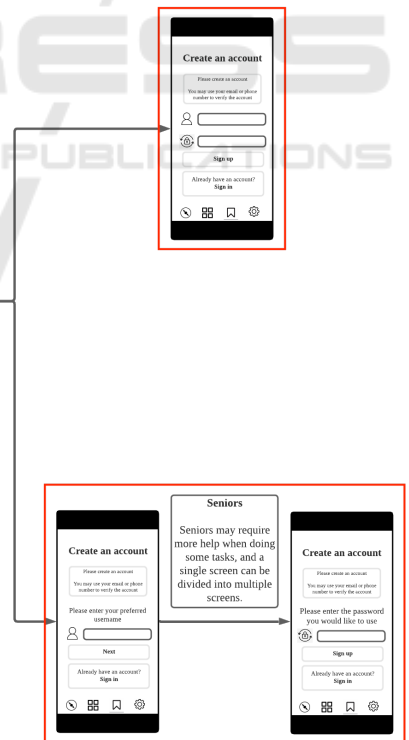 Create an account
Please create an account
You may use your email or phone
number to verify the account
Sign up
Already have an account?
Sign in
PUBLICATIONS
Seniors
Seniors may require
more help when doing
some tasks, and a
single screen can be
divided into multiple
screens.
Create an account
Please create an account
You may use your email or phone
number to verify the account
Please enter your preferred
username
Next
Already have an account?
Sign in
Create an account
Please create an account
You may use your email or phone
number to verify the account
Please enter the password
you would like to use
Sign up
Already have an account?
Sign in